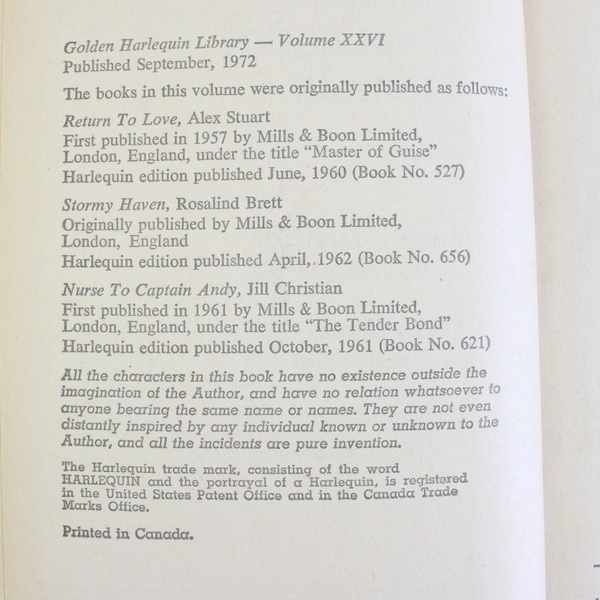 Golden Harlequin Library — Volume XXVI
Published September, 1972
The books in this volume were originally published as follows:
Return To Love, Alex Stuart
First published in 1957 by Mills & Boon Limited,
London, England, under the title “Master of Guise”
Harlequin edition published June, 1960 (Book No. 527)
Stormy Haven, Rosalind Brett
Originally published by Mills & Boon Limited,
London, England
Harlequin edition published April, 1962 (Book No. 656)
Nurse To Captain Andy, Jill Christian
First published in 1961 by Mills & Boon Limited,
London, England, under the title “The Tender Bond”
Harlequin edition published October, 1961 (Book No. 621)
All the characters in this book have no existence outside the
imagination of the Author, and have no relation whatsoever to
anyone bearing the same name or names. They are not even
distantly inspired by any individual known or unknown to the
Author, and all the incidents are pure invention.
The Harlequin trade mark, consisting of the word
HARLEQUIN and the portrayal of a Harlequin, is registered
in the United States Patent Office and in the Canada Trade
Marks Office.
Printed in Canada.